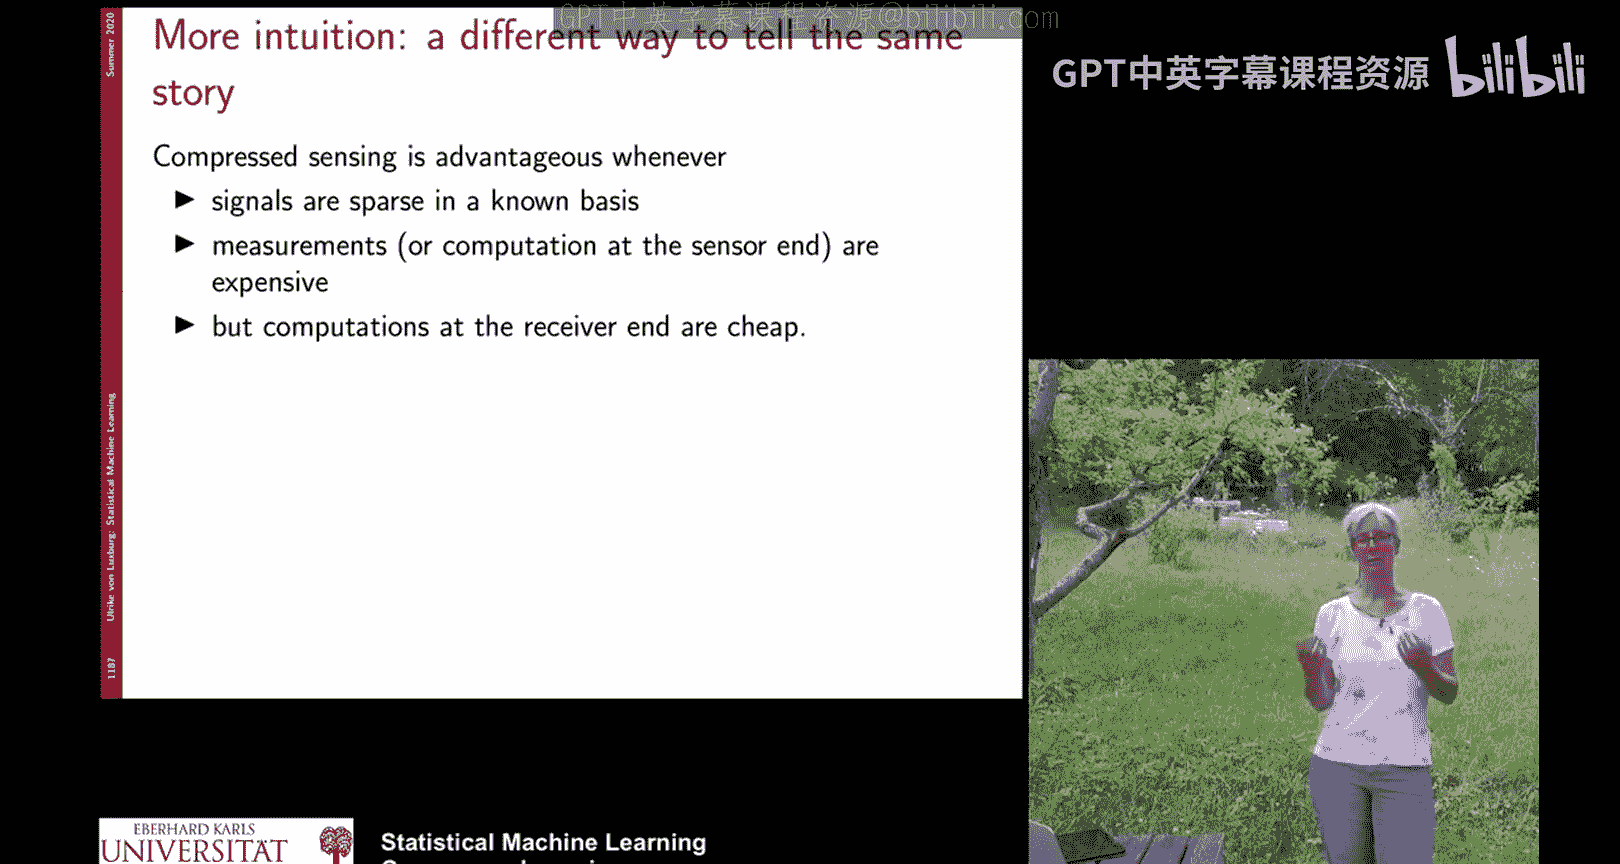 GPT中英字幕课程资源@bilibili.com
More intuition: a different way to tell the same
story
GPT中英字幕课程资源 bilibili
Compressed sensing is advantageous whenever
▶ signals are sparse in a known basis
▶ measurements (or computation at the sensor end) are
expensive
▶ but computations at the receiver end are cheap.
Summer 2020
Ulrike von Luxburg: Statistical Machine Learning
1187
EBERHARD KARLS
UNIVERSITÄT
Statistical Machine Learning